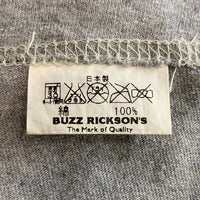 日本製
綿 100%
BUZZ RICKSON'S
The Mark of Quality